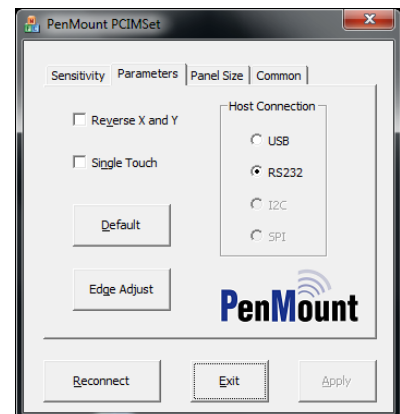 PenMount PCIMSet
Sensitivity Parameters Panel Size Common
Reverse X and Y
Single Touch
Default
Edge Adjust
Host Connection
USB
RS232
I2C
SPI
PenMount
Reconnect Exit Apply